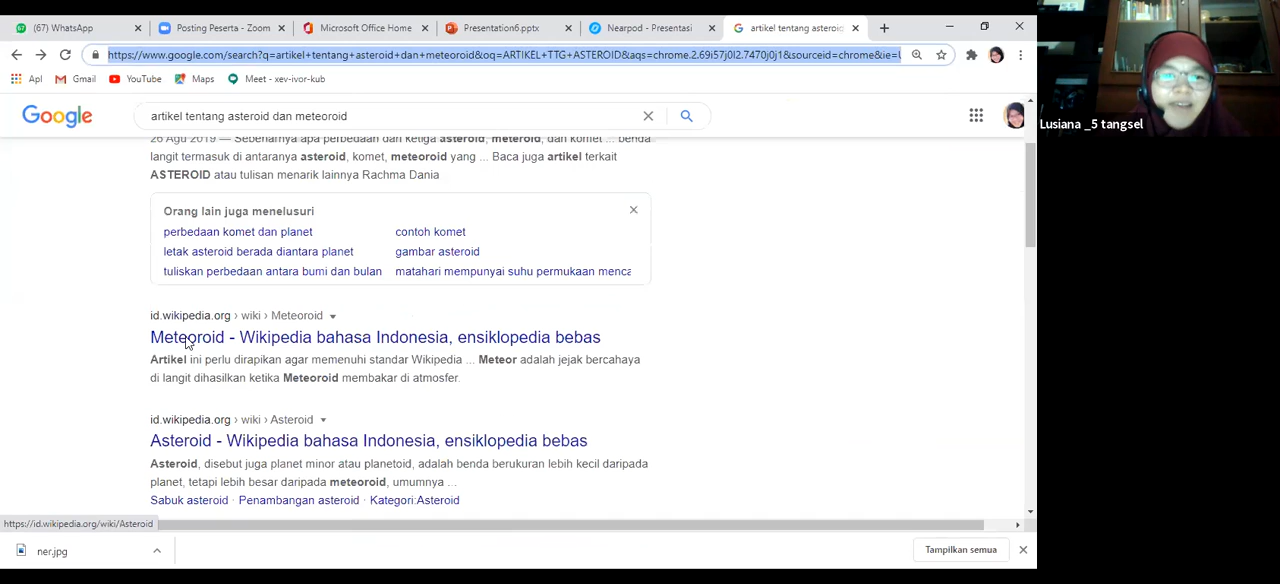 (67) WhatsApp
Posting Peserta - Zoom
Microsoft Office Home
Presentation6.pptx
Nearpod - Presentasi
artikel tentang asteroid
https://www.google.com/search?q=artikel+tentang+asteroid+dan+meteoroid&oq=ARTIKEL+TTG+ASTEROID&aqs=chrome.2.69i57j0l2.7470j0j1&sourceid=chrome&ie=U
Apl
Gmail
YouTube
Maps
Meet - xev-ivor-kub
Google
artikel tentang asteroid dan meteoroid
Lusiana _5 tangsel
26 Agu 2019 — Sebenarnya apa perbedaan dari ketiga asteroid, meteoroid, dan komet ... benda
langit termasuk di antaranya asteroid, komet, meteoroid yang ... Baca juga artikel terkait
ASTEROID atau tulisan menarik lainnya Rachma Dania
Orang lain juga menelusuri
perbedaan komet dan planet
contoh komet
letak asteroid berada diantara planet
gambar asteroid
tuliskan perbedaan antara bumi dan bulan
matahari mempunyai suhu permukaan menca
id.wikipedia.org › wiki › Meteoroid
Meteoroid - Wikipedia bahasa Indonesia, ensiklopedia bebas
Artikel ini perlu dirapikan agar memenuhi standar Wikipedia ... Meteor adalah jejak bercahaya
di langit dihasilkan ketika Meteoroid membakar di atmosfer.
id.wikipedia.org › wiki › Asteroid
Asteroid - Wikipedia bahasa Indonesia, ensiklopedia bebas
Asteroid, disebut juga planet minor atau planetoid, adalah benda berukuran lebih kecil daripada
planet, tetapi lebih besar daripada meteoroid, umumnya ...
Sabuk asteroid · Penambangan asteroid · Kategori:Asteroid
https://id.wikipedia.org/wiki/Asteroid
ner.jpg
Tampilkan semua